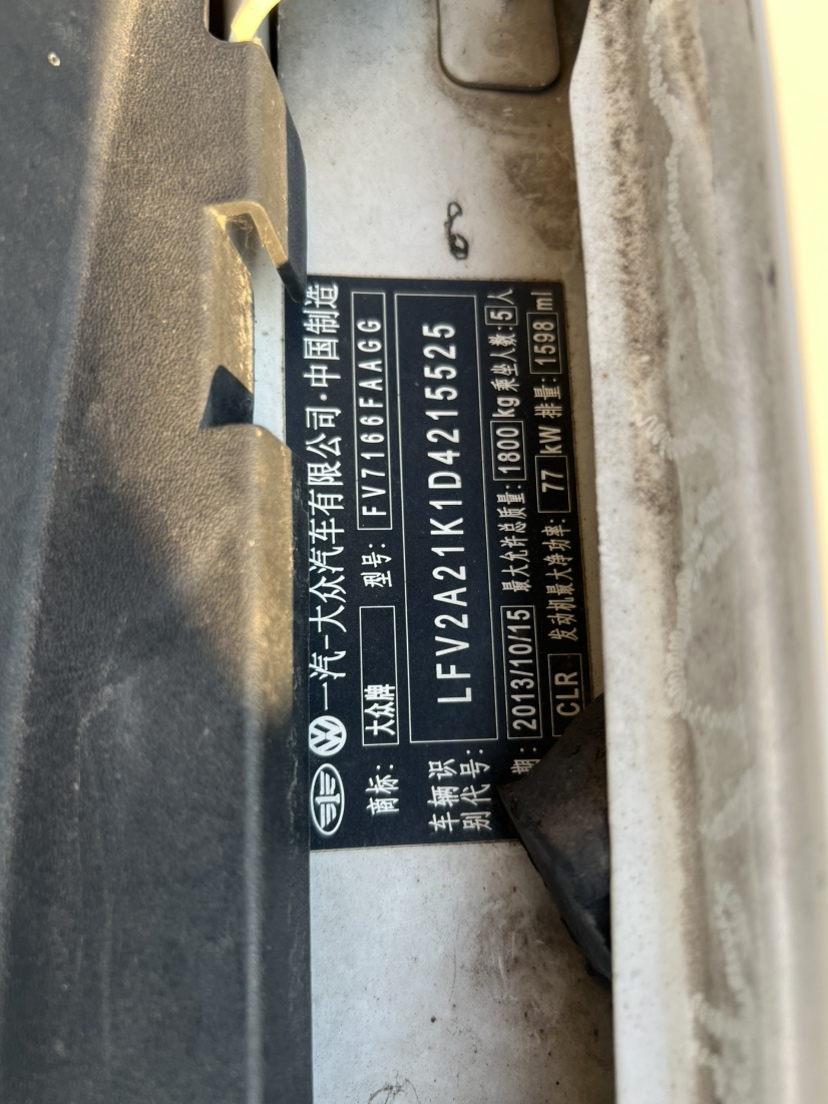 一汽-大众汽车有限公司·中国制造
商标: 大众牌 型号: FV7166FAAGG
车辆识别代号: LFV2A21K1D4215525
期: 2013/10/15 最大允许总质量: 1800 kg 乘坐人数: 5 人
CLR 发动机最大净功率: 77 kW 排量: 1598 ml